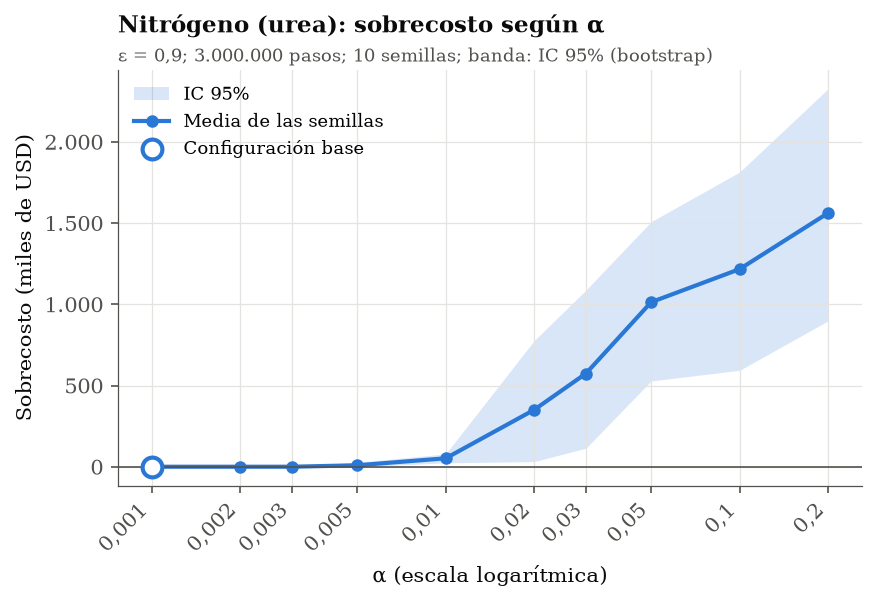 Nitrógeno (urea): sobrecosto según α
ε = 0,9; 3.000.000 pasos; 10 semillas; banda: IC 95% (bootstrap)
IC 95%
Media de las semillas
Configuración base
Sobrecosto (miles de USD)
2.000
1.500
1.000
500
0
0,001
0,002
0,003
0,005
0,01
0,02
0,03
0,05
0,1
0,2
α (escala logarítmica)